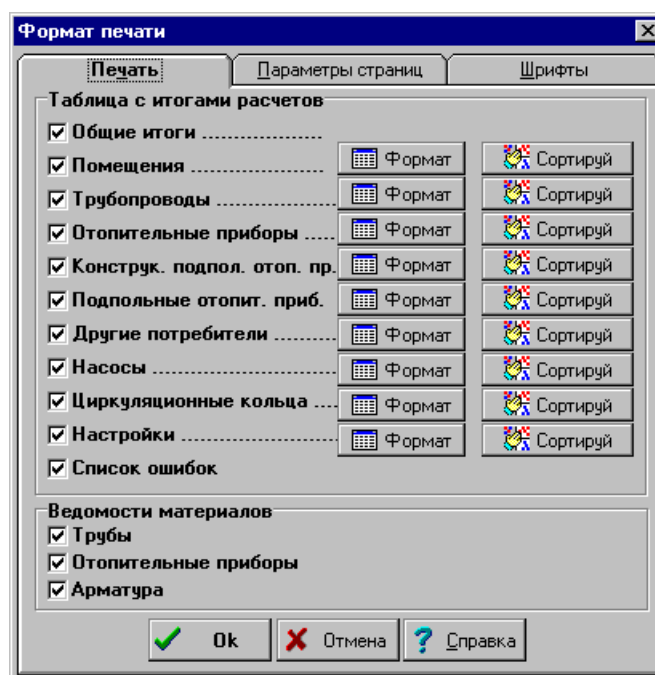 Формат печати
Печать Параметры страниц Шрифты
Таблица с итогами расчетов
Общие итоги ....................
Помещения ...................... Формат Сортируй
Трубопроводы ................... Формат Сортируй
Отопительные приборы ..... Формат Сортируй
Конструк. подпол. отоп. пр. Формат Сортируй
Подпольные отопит. приб. Формат Сортируй
Другие потребители .......... Формат Сортируй
Насосы ............................. Формат Сортируй
Циркуляционные кольца .... Формат Сортируй
Настройки ........................ Формат Сортируй
Список ошибок Формат Сортируй
Ведомости материалов
Трубы
Отопительные приборы
Арматура
Ok Отмена Справка